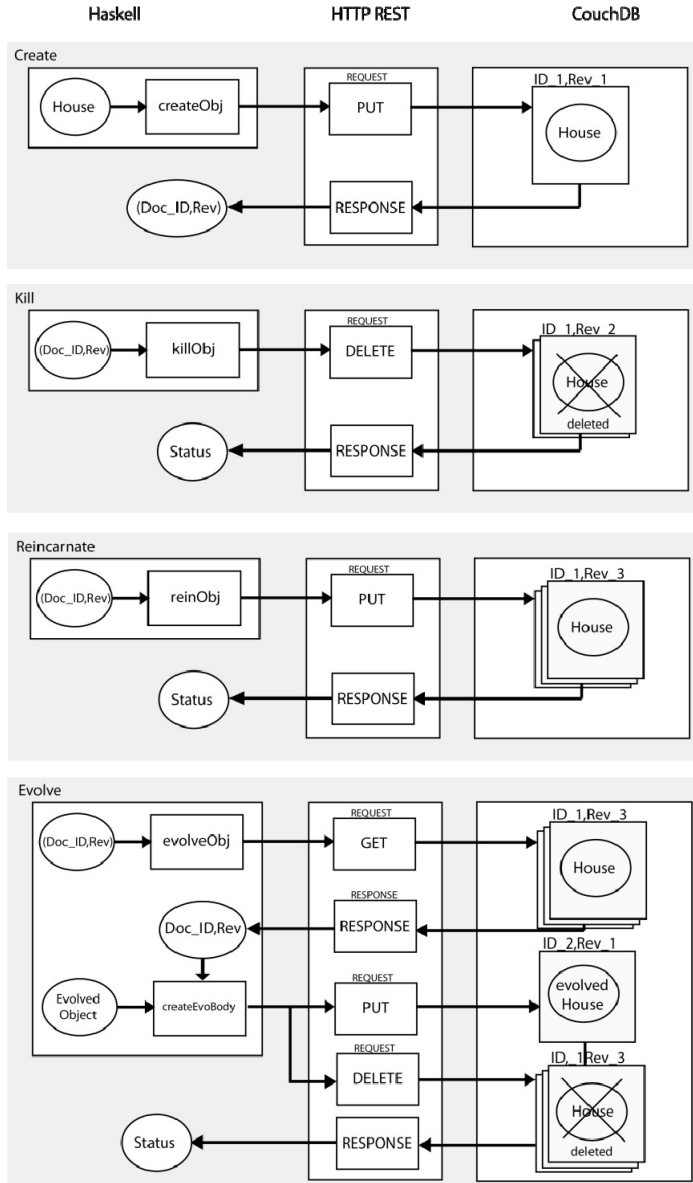 Haskell HTTP REST CouchDB
Create
House createObj REQUEST PUT ID_1,Rev_1 House
(Doc_ID,Rev) RESPONSE
Kill
(Doc_ID,Rev) killObj REQUEST DELETE ID_1,Rev_2 House deleted
Status RESPONSE
Reincarnate
(Doc_ID,Rev) reinObj REQUEST PUT ID_1,Rev_3 House
Status RESPONSE
Evolve
(Doc_ID,Rev) evolveObj REQUEST GET ID_1,Rev_3 House
Doc_ID,Rev RESPONSE RESPONSE
Evolved Object createEvoBody REQUEST PUT ID_2,Rev_1 evolved House
REQUEST DELETE ID,_1Rev_3 House deleted
Status RESPONSE